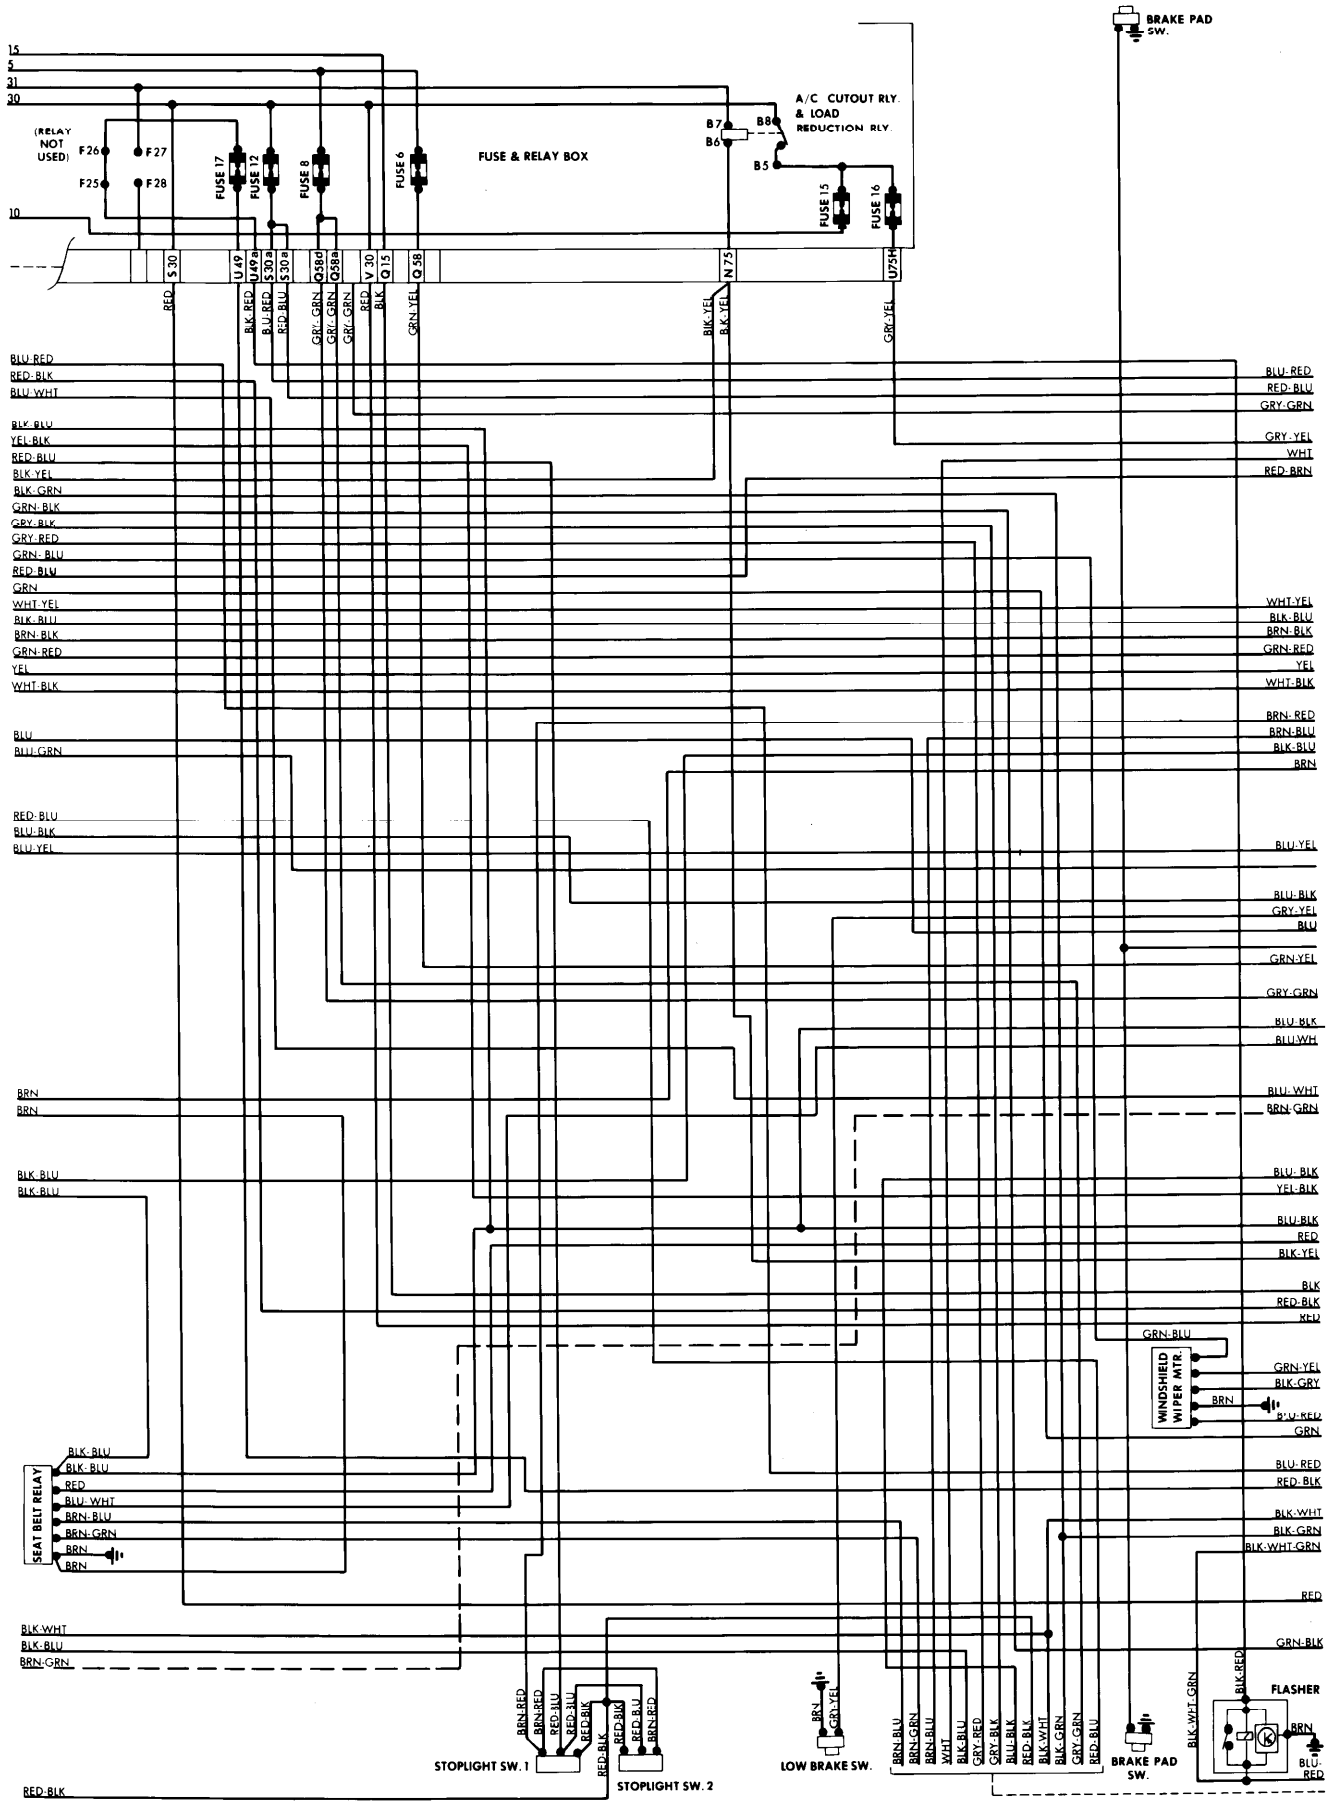 BRAKE PAD
SW.
15
5
31
30
A/C CUTOUT RLY.
& LOAD
REDUCTION RLY.
(RELAY
NOT
USED)
F26
F27
F25
F28
FUSE 17
FUSE 12
FUSE 8
FUSE 6
FUSE & RELAY BOX
B7
B6
B8
B5
FUSE 15
FUSE 16
10
S 30
U 49
U49a
S 30a
S 30a
Q58d
Q58a
V 30
Q 15
Q 58
N 75
U75H
RED
BLK-RED
BLU-RED
RED-BLU
GRY-GRN
GRY-GRN
GRY-GRN
RED
BLK
GRN-YEL
BLK-YEL
BLK-YEL
GRY-YEL
BLU-RED
RED-BLK
BLU-WHT
BLK-BLU
YEL-BLK
RED-BLU
BLK-YEL
BLK-GRN
GRN-BLK
GRY-BLK
GRY-RED
GRN-BLU
RED-BLU
GRN
WHT-YEL
BLK-BLU
BRN-BLK
GRN-RED
YEL
WHT-BLK
BLU
BLU-GRN
RED-BLU
BLU-BLK
BLU-YEL
BRN
BRN
BLK-BLU
BLK-BLU
BLU-RED
RED-BLU
GRY-GRN
GRY-YEL
WHT
RED-BRN
WHT-YEL
BLK-BLU
BRN-BLK
GRN-RED
YEL
WHT-BLK
BRN-RED
BRN-BLU
BLK-BLU
BRN
BLU-YEL
BLU-BLK
GRY-YEL
BLU
GRN-YEL
GRY-GRN
BLU-BLK
BLU-WH
BLU-WHT
BRN-GRN
BLU-BLK
YEL-BLK
BLU-BLK
RED
BLK-YEL
BLK
RED-BLK
RED
GRN-BLU
WINDSHIELD
WIPER MTR.
GRN-YEL
BLK-GRY
BRN
BLU-RED
GRN
BLU-RED
RED-BLK
BLK-WHT
BLK-GRN
BLK-WHT-GRN
RED
GRN-BLK
SEAT BELT RELAY
BLK-BLU
BLK-BLU
RED
BLU-WHT
BRN-BLU
BRN-GRN
BRN
BRN
BLK-WHT
BLK-BLU
BRN-GRN
RED-BLK
BRN-RED
BRN-RED
RED-BLU
RED-BLU
RED-BLK
RED-BLK
RED-BLK
RED-BLU
BRN-RED
STOPLIGHT SW. 1
STOPLIGHT SW. 2
BRN
GRY-YEL
LOW BRAKE SW.
BRN-BLU
BRN-GRN
BRN-BLU
WHT
BLK-BLU
GRY-RED
GRY-BLK
BLU-BLK
RED-BLK
BLK-WHT
BLK-GRN
GRY-GRN
RED-BLU
BRAKE PAD
SW.
BLK-WHT-GRN
BLK-RED
FLASHER
K
BRN
BLU-
RED